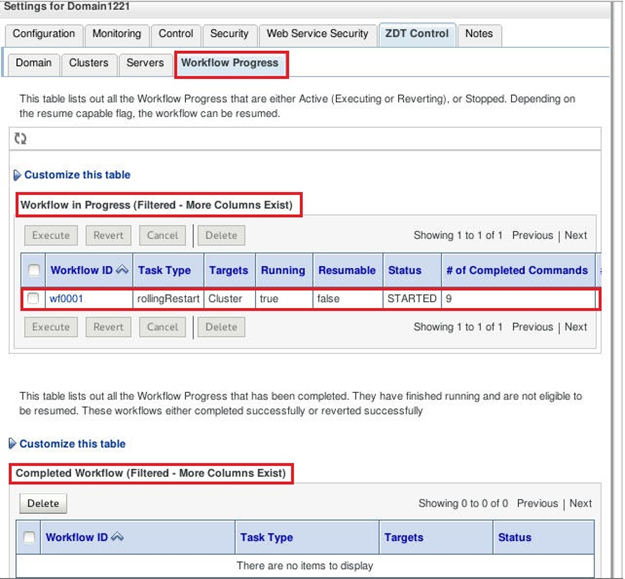 Settings for Domain1221
Configuration Monitoring Control Security Web Service Security ZDT Control Notes
Domain Clusters Servers Workflow Progress
This table lists out all the Workflow Progress that are either Active (Executing or Reverting), or Stopped. Depending on
the resume capable flag, the workflow can be resumed.
Customize this table
Workflow in Progress (Filtered - More Columns Exist)
Execute Revert Cancel Delete Showing 1 to 1 of 1 Previous | Next
Workflow ID Task Type Targets Running Resumable Status # of Completed Commands
wf0001 rollingRestart Cluster true false STARTED 9
Execute Revert Cancel Delete Showing 1 to 1 of 1 Previous | Next
This table lists out all the Workflow Progress that has been completed. They have finished running and are not eligible to
be resumed. These workflows either completed successfully or reverted successfully
Customize this table
Completed Workflow (Filtered - More Columns Exist)
Delete Showing 0 to 0 of 0 Previous | Next
Workflow ID Task Type Targets Status
There are no items to display